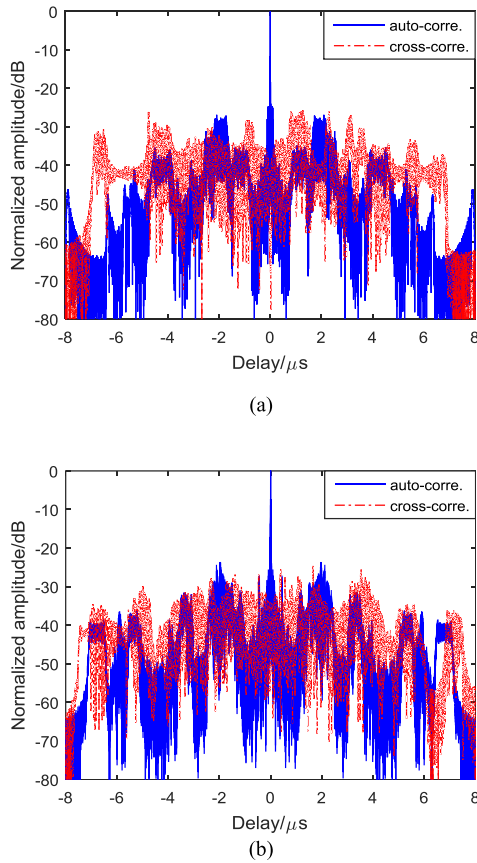 0
-10
-20
-30
-40
-50
-60
-70
-80
Normalized amplitude/dB
auto-corre.
cross-corre.
-8 -6 -4 -2 0 2 4 6 8
Delay/μs
(a)
0
-10
-20
-30
-40
-50
-60
-70
-80
Normalized amplitude/dB
auto-corre.
cross-corre.
-8 -6 -4 -2 0 2 4 6 8
Delay/μs
(b)